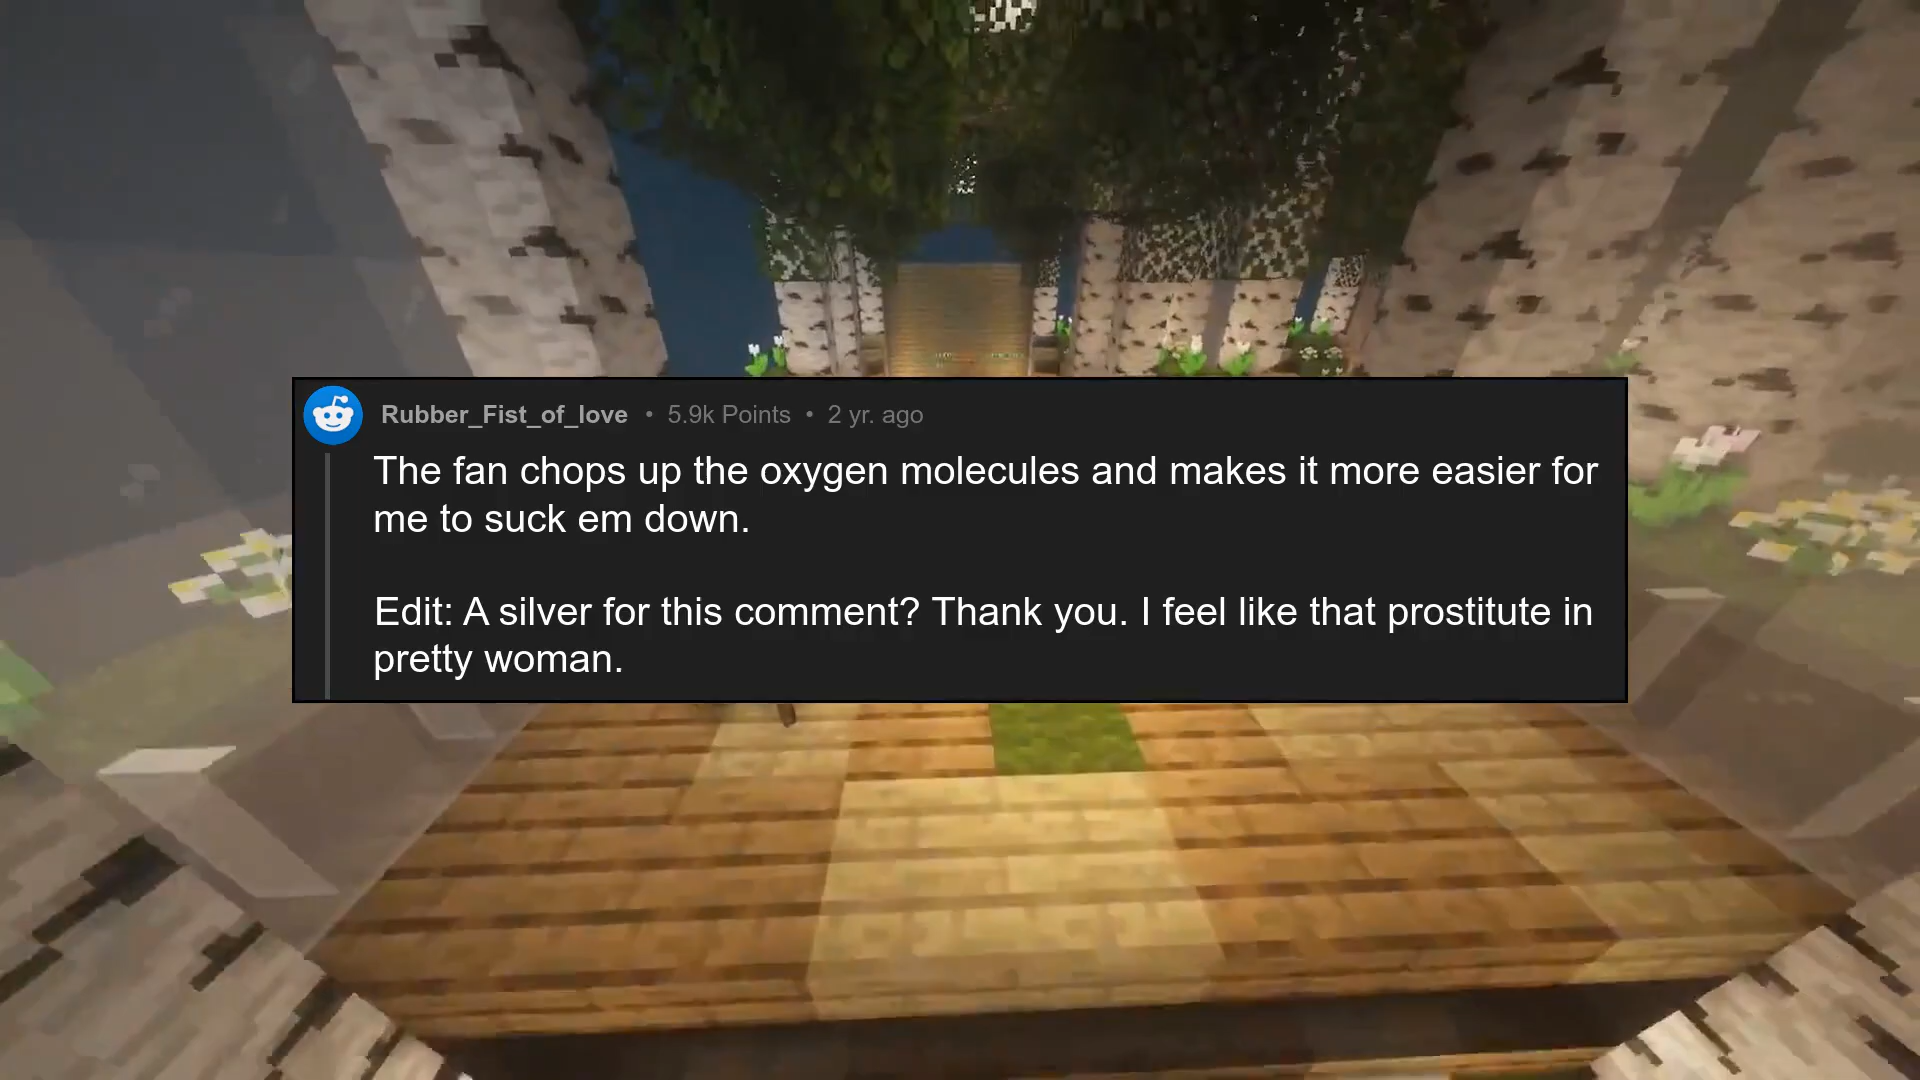 Rubber_Fist_of_love • 5.9k Points • 2 yr. ago
The fan chops up the oxygen molecules and makes it more easier for
me to suck em down.
Edit: A silver for this comment? Thank you. I feel like that prostitute in
pretty woman.